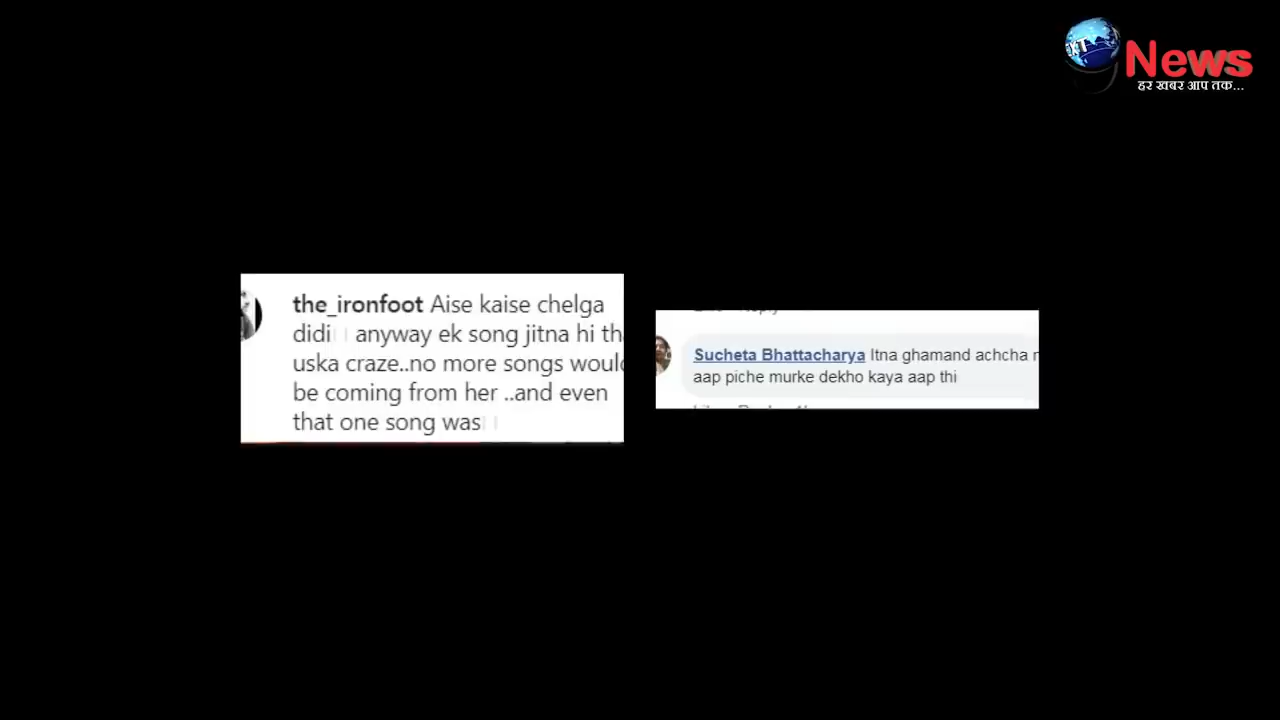 KT
News
हर खबर आप तक...
the_ironfoot Aise kaise chelga
didi anyway ek song jitna hi
uska craze..no more songs
be coming from her ..and even
that one song was
Sucheta Bhattacharya Itna ghamand achcha
aap piche murke dekho kaya aap thi